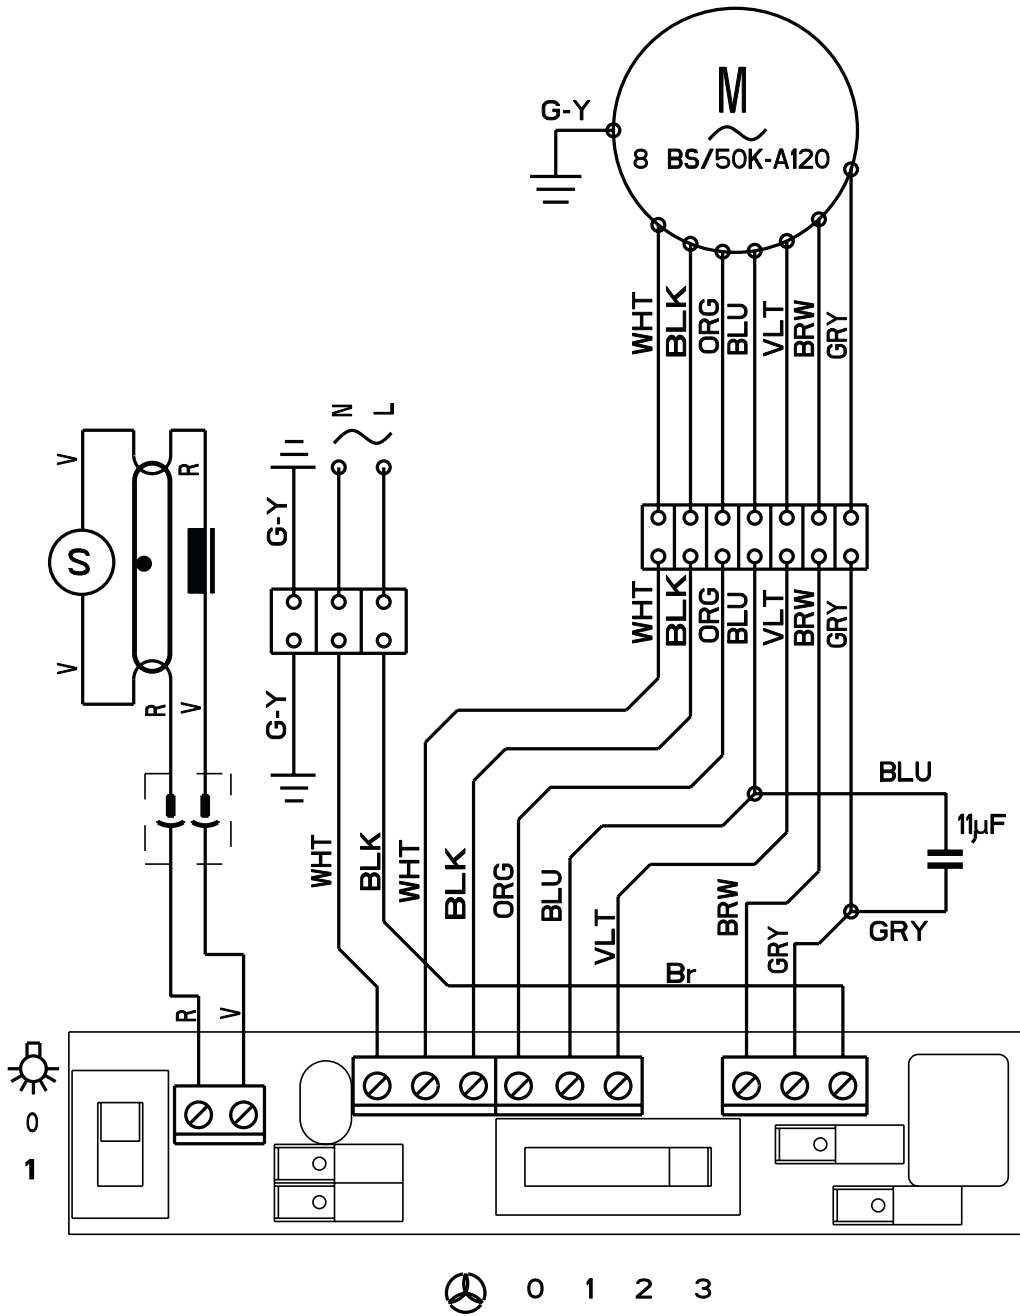 M
G-Y
8 BS/50K-A120
WHT
BLK
ORG
BLU
VLT
BRW
GRY
N
L
V
R
G-Y
S
WHT
BLK
ORG
BLU
VLT
BRW
GRY
V
R
V
G-Y
BLU
11µF
WHT
BLK
WHT
BLK
ORG
BLU
VLT
BRW
GRY
GRY
Br
R
V
0
1
0 1 2 3